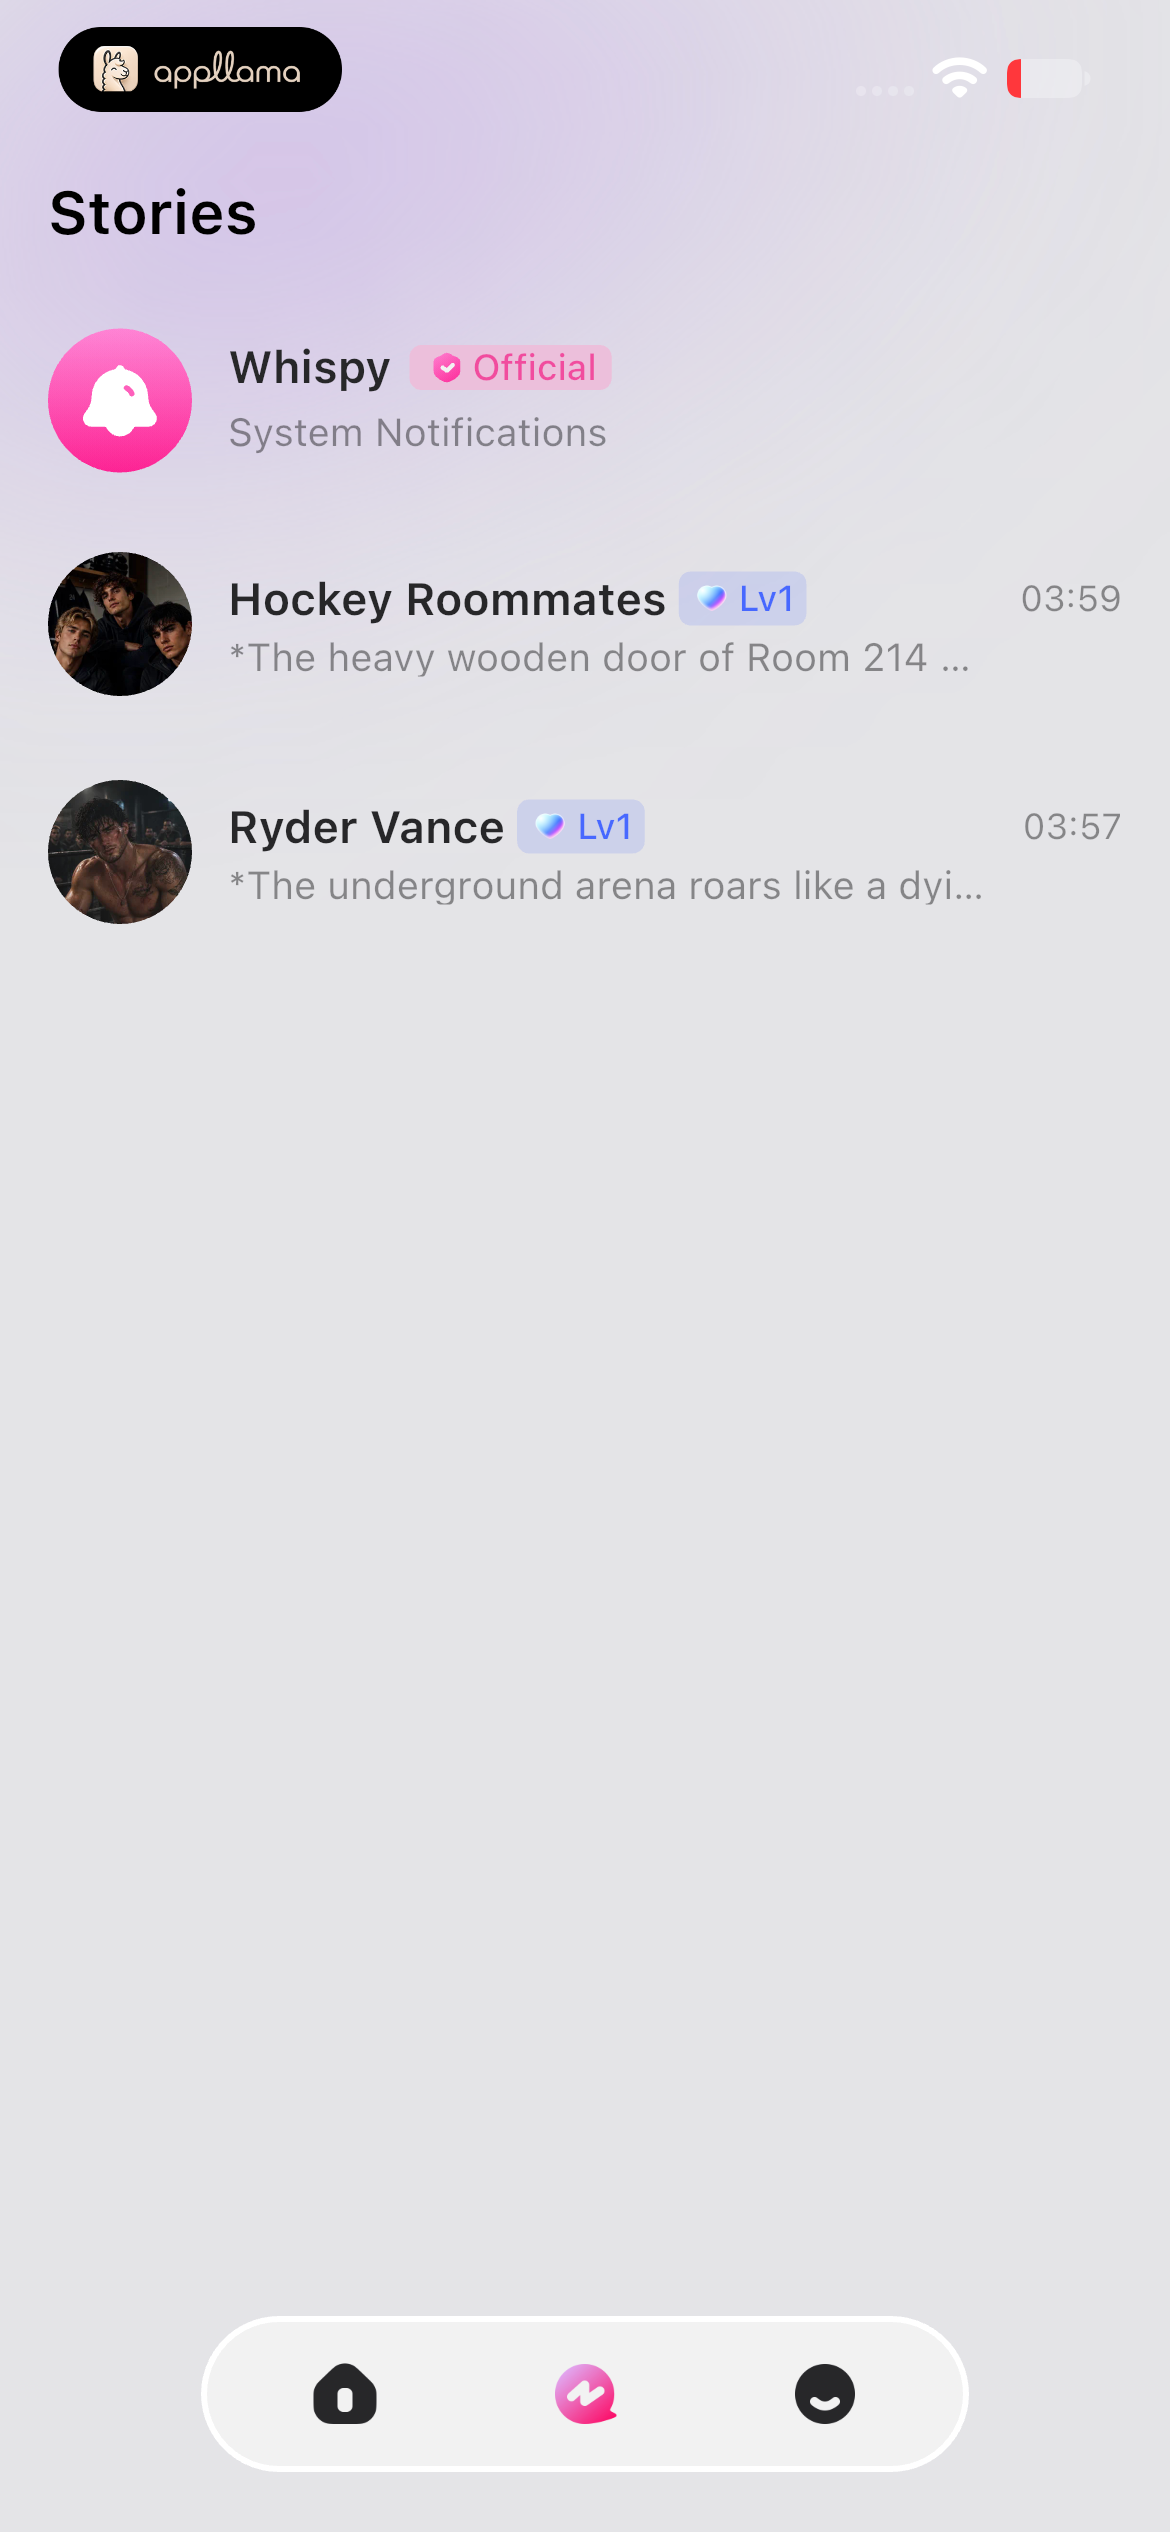 appllama
Stories
Whispy Official
System Notifications
Hockey Roommates Lv1 03:59
*The heavy wooden door of Room 214 ...
Ryder Vance Lv1 03:57
*The underground arena roars like a dyi...